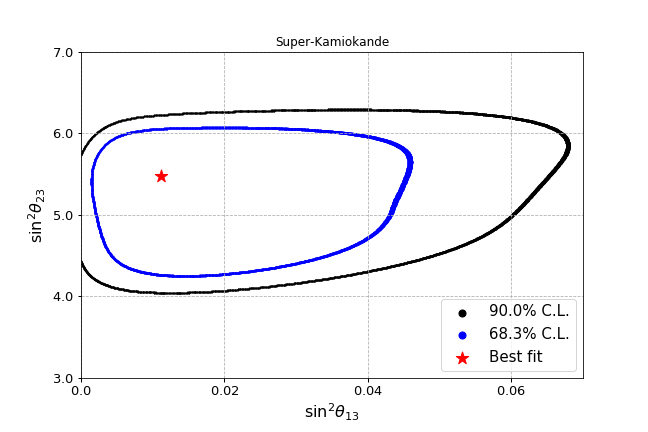 Super-Kamiokande
7.0
6.0
5.0
4.0
3.0
sin²θ₂₃
0.0
0.02
0.04
0.06
sin²θ₁₃
90.0% C.L.
68.3% C.L.
Best fit